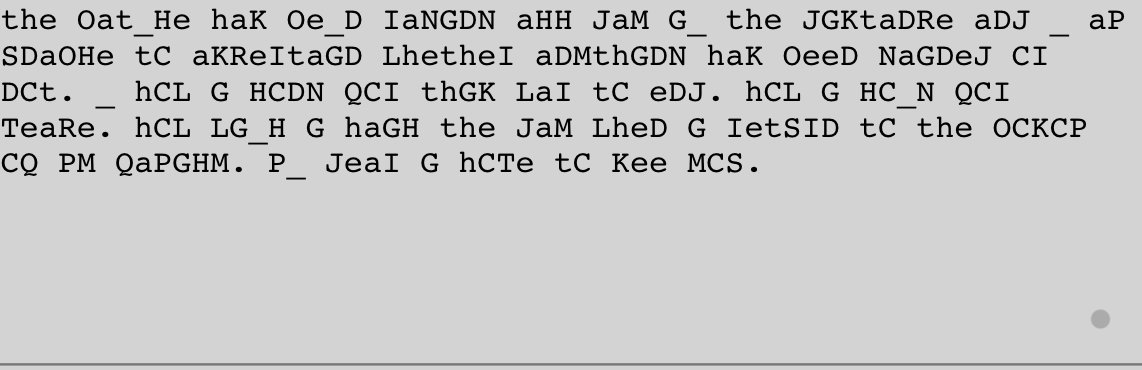 the Oat_He haK Oe_D IaNGDN aHH JaM G_ the JGKtaDRe aDJ _ aP
SDaOHe tC aKReItaGD LhetheI aDMthGDN haK OeeD NaGDeJ CI
DCt. _ hCL G HCDN QCI thGK LaI tC eDJ. hCL G HC_N QCI
TeaRe. hCL LG_H G haGH the JaM LheD G IetSID tC the OCKCP
CQ PM QaPGHM. P_ JeaI G hCTe tC Kee MCS.